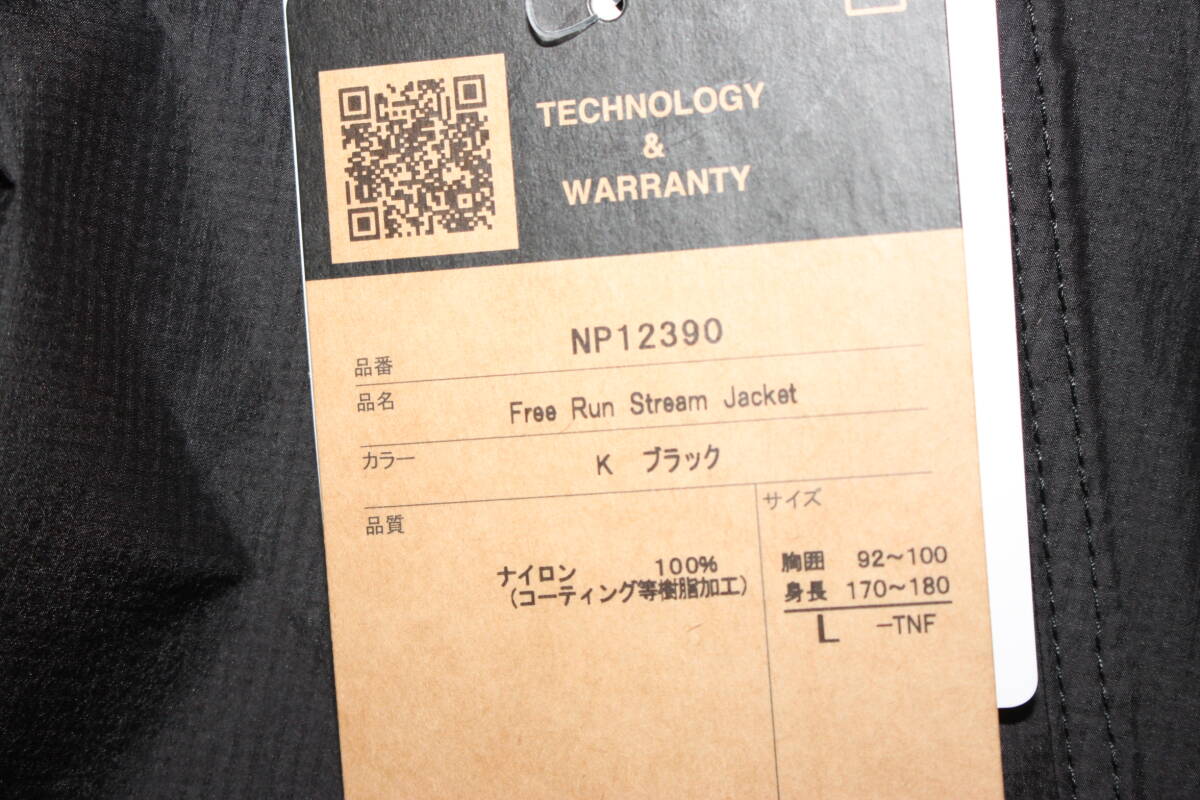 TECHNOLOGY
&
WARRANTY
品番 NP12390
品名 Free Run Stream Jacket
カラー K ブラック
品質
ナイロン 100%
(コーティング等樹脂加工)
サイズ
胸囲 92~100
身長 170~180
L -TNF